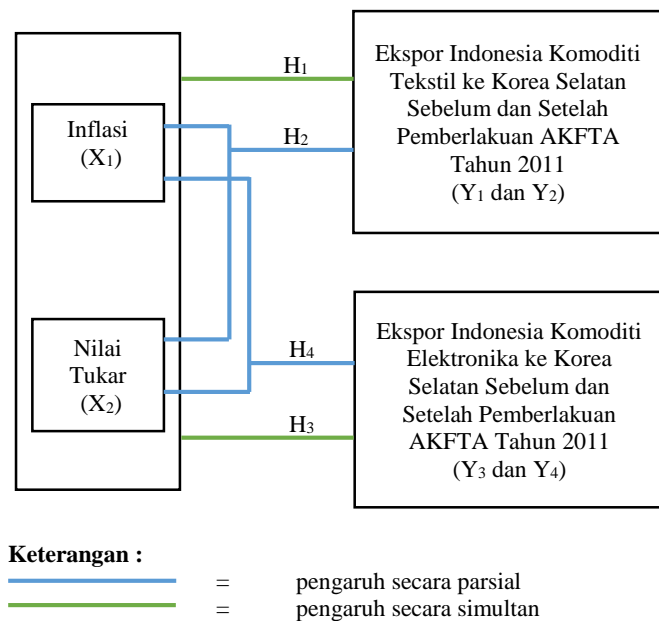 Inflasi
(X₁)
Nilai
Tukar
(X₂)
H₁
H₂
H₄
H₃
Ekspor Indonesia Komoditi
Tekstil ke Korea Selatan
Sebelum dan Setelah
Pemberlakuan AKFTA
Tahun 2011
(Y₁ dan Y₂)
Ekspor Indonesia Komoditi
Elektronika ke Korea
Selatan Sebelum dan
Setelah Pemberlakuan
AKFTA Tahun 2011
(Y₃ dan Y₄)
Keterangan :
= pengaruh secara parsial
= pengaruh secara simultan